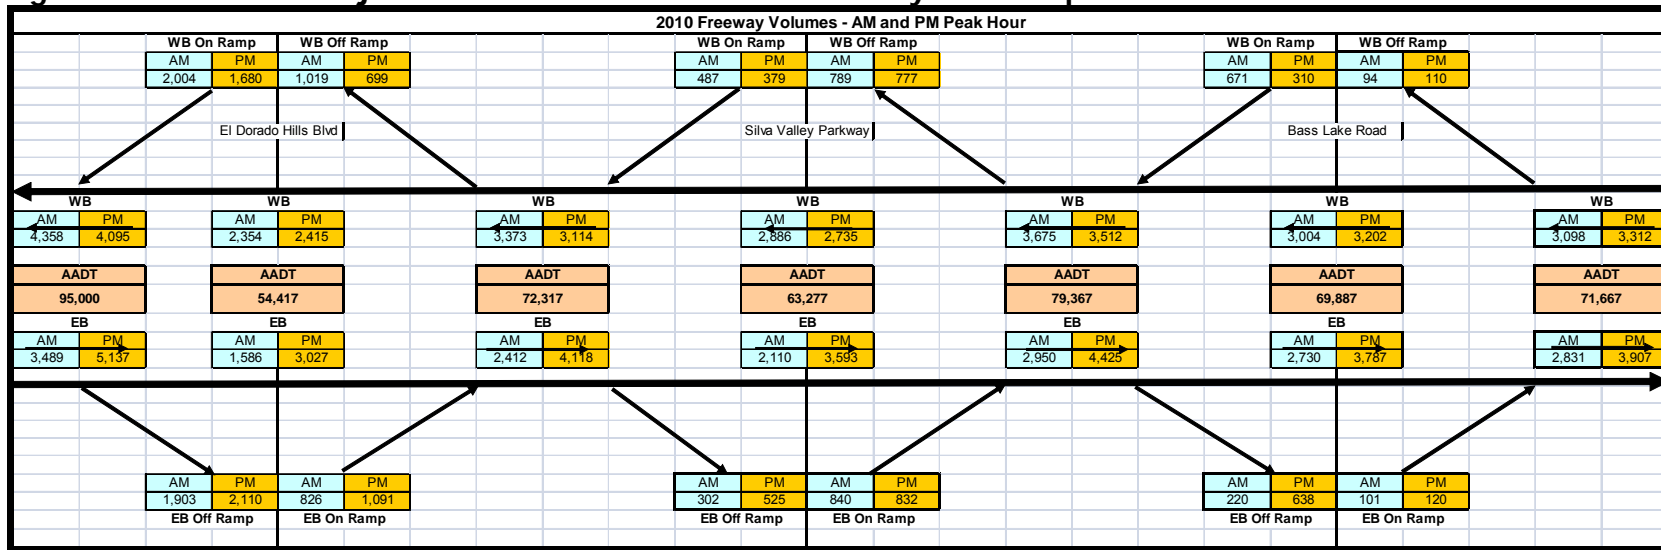 2010 Freeway Volumes - AM and PM Peak Hour
WB On Ramp WB Off Ramp WB On Ramp WB Off Ramp WB On Ramp WB Off Ramp
AM PM AM PM AM PM AM PM AM PM AM PM
2,004 1,680 1,019 699 487 379 789 777 671 310 94 110
El Dorado Hills Blvd Silva Valley Parkway Bass Lake Road
WB WB WB WB WB WB WB
AM PM AM PM AM PM AM PM AM PM AM PM AM PM
4,358 4,095 2,354 2,415 3,373 3,114 2,886 2,735 3,675 3,512 3,004 3,202 3,098 3,312
AADT AADT AADT AADT AADT AADT AADT
95,000 54,417 72,317 63,277 79,367 69,887 71,667
EB EB EB EB EB EB
AM PM AM PM AM PM AM PM AM PM AM PM AM PM
3,489 5,137 1,586 3,027 2,412 4,118 2,110 3,593 2,950 4,425 2,730 3,787 2,831 3,907
AM PM AM PM AM PM AM PM AM PM AM PM
1,903 2,110 826 1,091 302 525 840 832 220 638 101 120
EB Off Ramp EB On Ramp EB Off Ramp EB On Ramp EB Off Ramp EB On Ramp